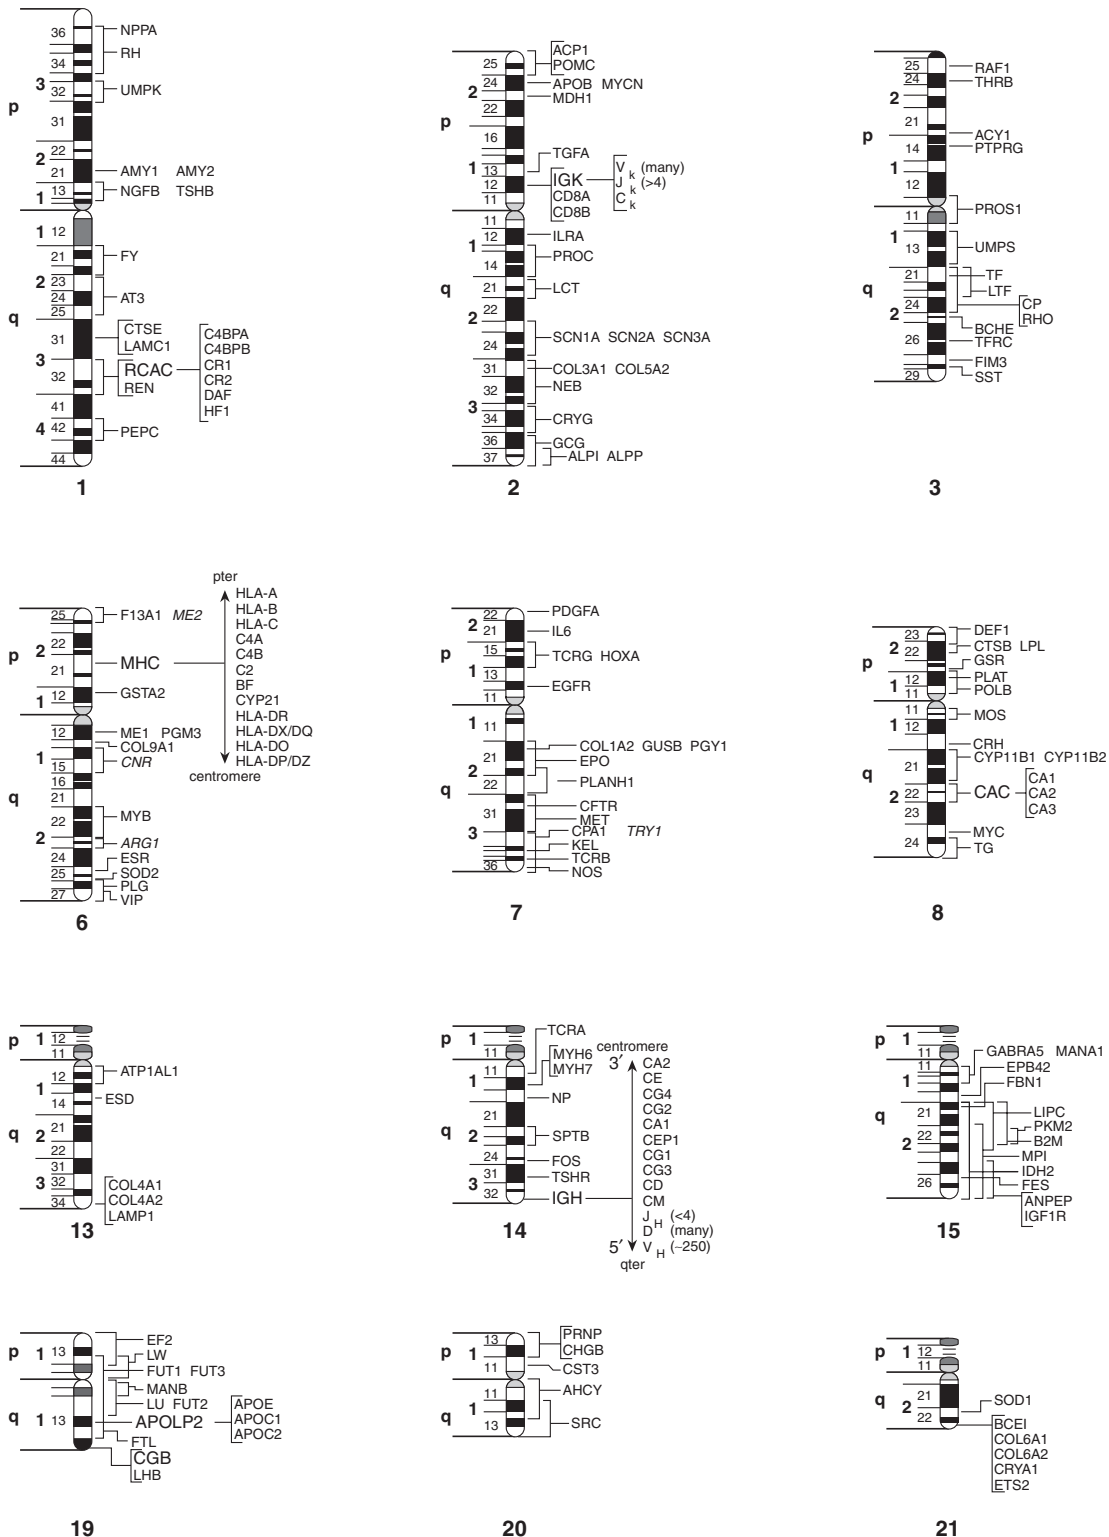 p
36
34
3
32
31
2
22
21
1
13
NPPA
RH
UMPK
AMY1 AMY2
NGFB TSHB
q
1
12
21
2
23
24
25
3
31
32
41
4
42
44
FY
AT3
CTSE
LAMC1
RCAC
REN
C4BPA
C4BPB
CR1
CR2
DAF
HF1
PEPC
1
p
25
2
24
22
16
1
13
12
11
ACP1
POMC
APOB MYCN
MDH1
TGFA
IGK
CD8A
CD8B
V k (many)
J k (>4)
C k
q
11
1
12
14
21
2
22
24
31
32
3
34
36
37
ILRA
PROC
LCT
SCN1A SCN2A SCN3A
COL3A1 COL5A2
NEB
CRYG
GCG
ALPI ALPP
2
p
25
24
2
21
14
1
12
RAF1
THRB
ACY1
PTPRG
PROS1
q
11
1
13
21
24
2
26
29
UMPS
TF
LTF
CP
RHO
BCHE
TFRC
FIM3
SST
3
p
25
2
22
21
1
12
F13A1 ME2
MHC
GSTA2
pter
HLA-A
HLA-B
HLA-C
C4A
C4B
C2
BF
CYP21
HLA-DR
HLA-DX/DQ
HLA-DO
HLA-DP/DZ
centromere
q
12
1
15
16
21
22
2
24
25
27
ME1 PGM3
COL9A1
CNR
MYB
ARG1
ESR
SOD2
PLG
VIP
6
p
22
2
21
15
1
13
11
PDGFA
IL6
TCRG HOXA
EGFR
q
1
11
21
2
22
31
3
36
COL1A2 GUSB PGY1
EPO
PLANH1
CFTR
MET
CPA1 TRY1
KEL
TCRB
NOS
7
p
23
2
22
12
1
11
DEF1
CTSB LPL
GSR
PLAT
POLB
q
11
1
12
21
2
22
23
24
MOS
CRH
CYP11B1 CYP11B2
CAC
CA1
CA2
CA3
MYC
TG
8
p
1
12
11
q
12
1
14
21
2
22
31
3
32
34
ATP1AL1
ESD
COL4A1
COL4A2
LAMP1
13
p
1
11
q
11
1
21
2
24
31
3
32
TCRA
MYH6
MYH7
NP
SPTB
FOS
TSHR
IGH
centromere
3′
CA2
CE
CG4
CG2
CA1
CEP1
CG1
CG3
CD
CM
J H (<4)
D (many)
5′ V H (~250)
qter
14
p
1
11
q
11
1
21
22
2
26
GABRA5 MANA1
EPB42
FBN1
LIPC
PKM2
B2M
MPI
IDH2
FES
ANPEP
IGF1R
15
p
1
13
q
1
13
EF2
LW
FUT1 FUT3
MANB
LU FUT2
APOLP2
APOE
APOC1
APOC2
FTL
CGB
LHB
19
p
13
1
11
q
11
1
13
PRNP
CHGB
CST3
AHCY
SRC
20
p
1
12
11
q
21
2
22
SOD1
BCEI
COL6A1
COL6A2
CRYA1
ETS2
21